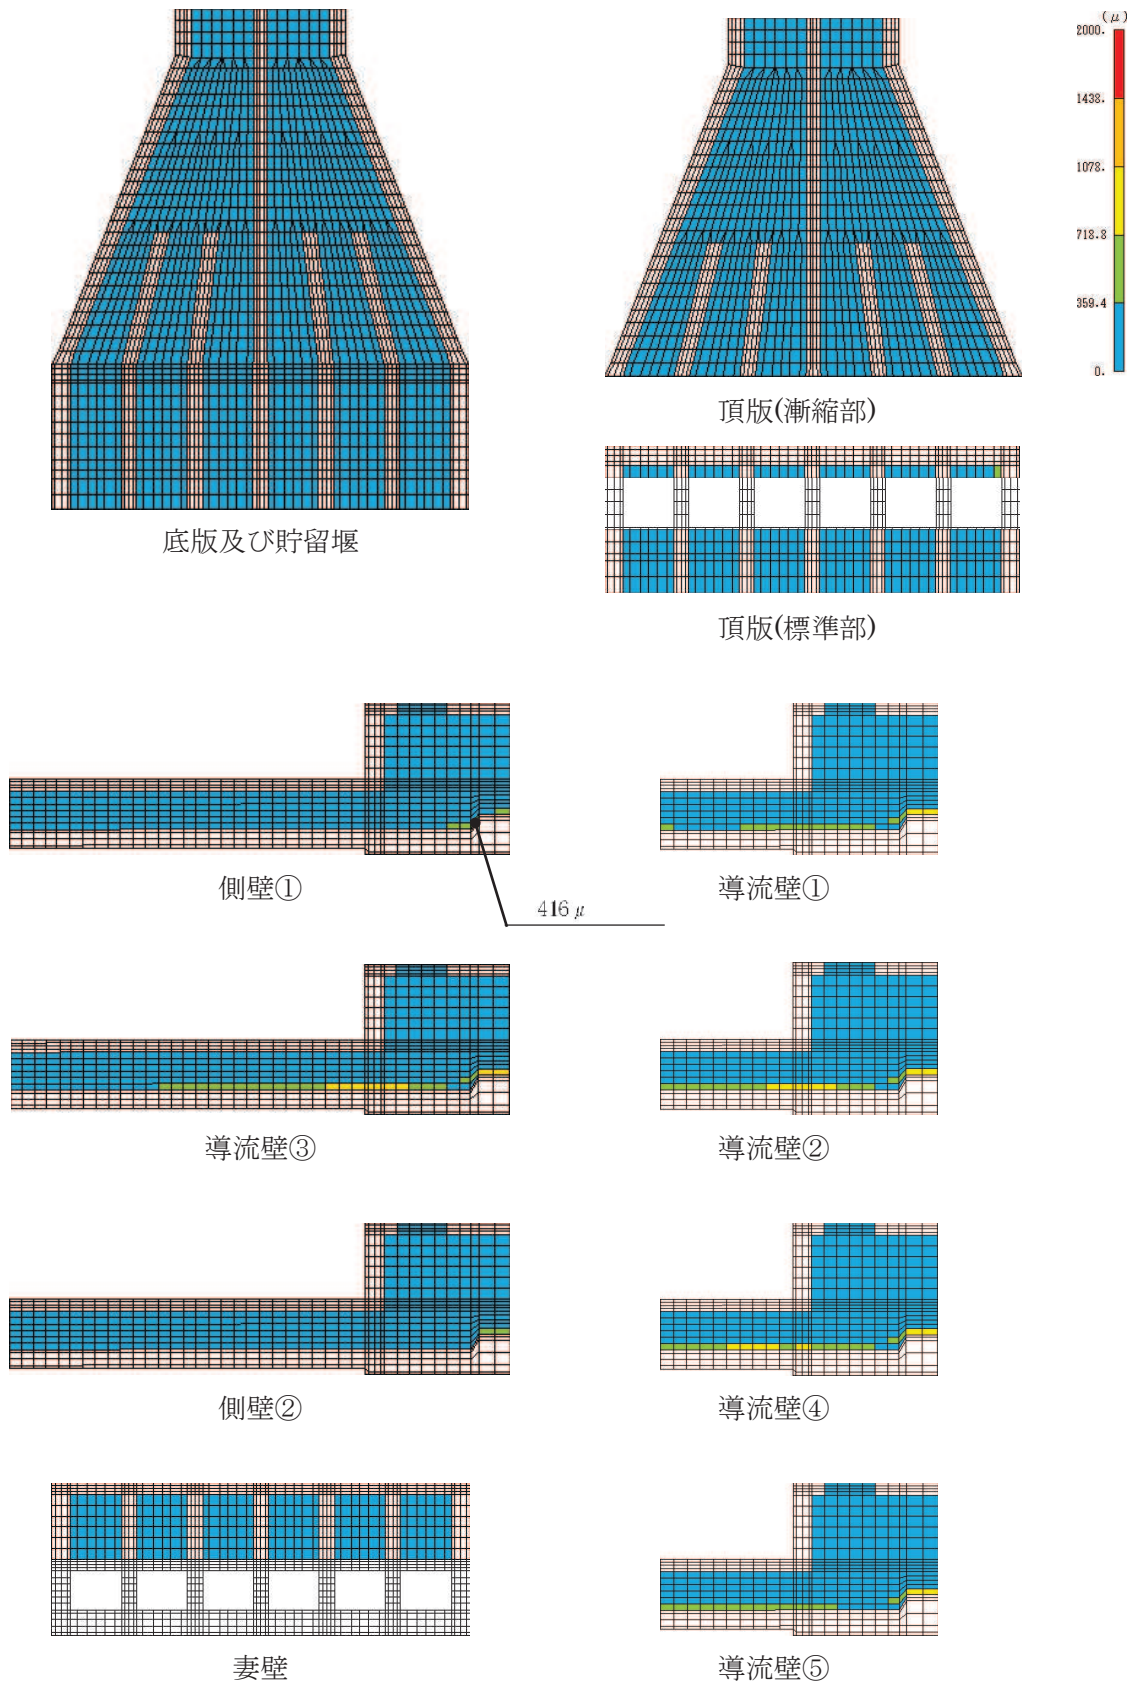 (μ)
2000.
1438.
1078.
718.8
359.4
0.
頂版(漸縮部)
底版及び貯留堰
頂版(標準部)
側壁①
導流壁①
416μ
導流壁③
導流壁②
側壁②
導流壁④
妻壁
導流壁⑤